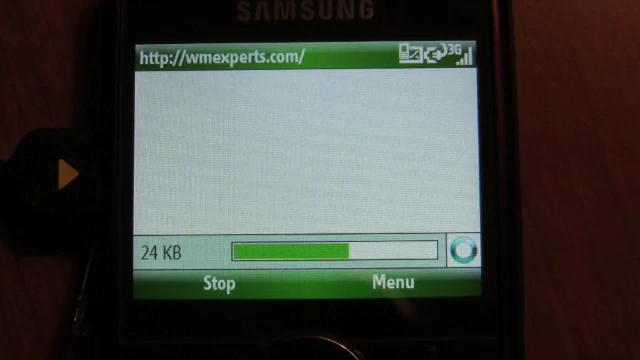 SAMSUNG
http://wmexperts.com/
3G
24 KB
Stop Menu